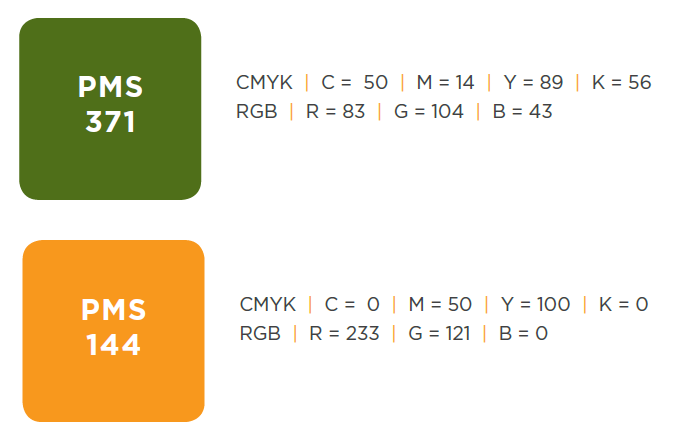 PMS
371
CMYK | C = 50 | M = 14 | Y = 89 | K = 56
RGB | R = 83 | G = 104 | B = 43
PMS
144
CMYK | C = 0 | M = 50 | Y = 100 | K = 0
RGB | R = 233 | G = 121 | B = 0